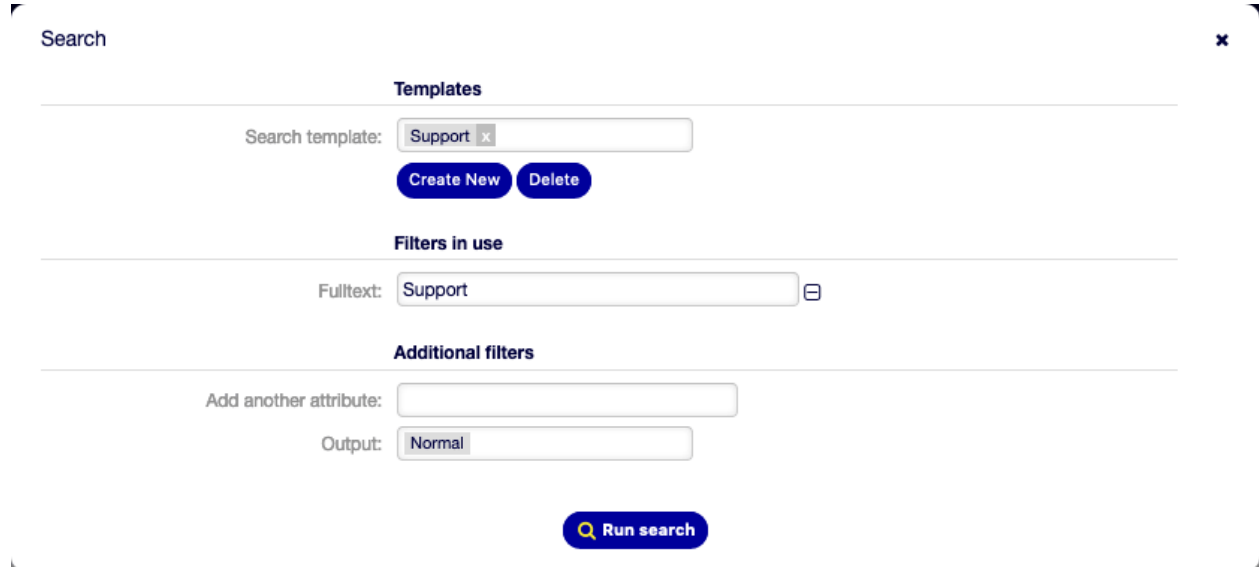 Search
Templates
Search template: Support x
Create New Delete
Filters in use
Fulltext: Support
Additional filters
Add another attribute:
Output: Normal
Run search